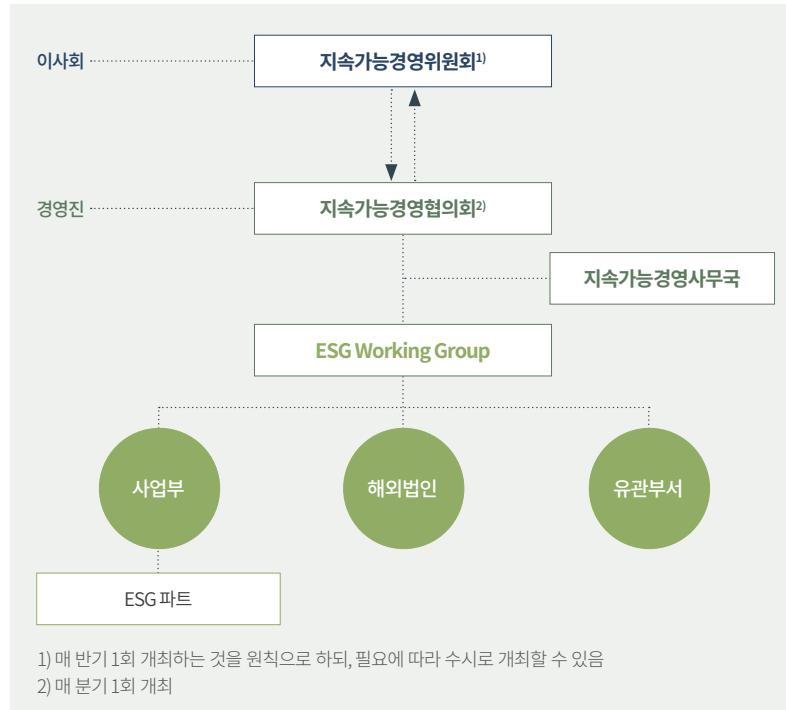 이사회
지속가능경영위원회1)
경영진
지속가능경영협의회2)
지속가능경영사무국
ESG Working Group
사업부
해외법인
유관부서
ESG 파트
1) 매 반기 1회 개최하는 것을 원칙으로 하되, 필요에 따라 수시로 개최할 수 있음
2) 매 분기 1회 개최